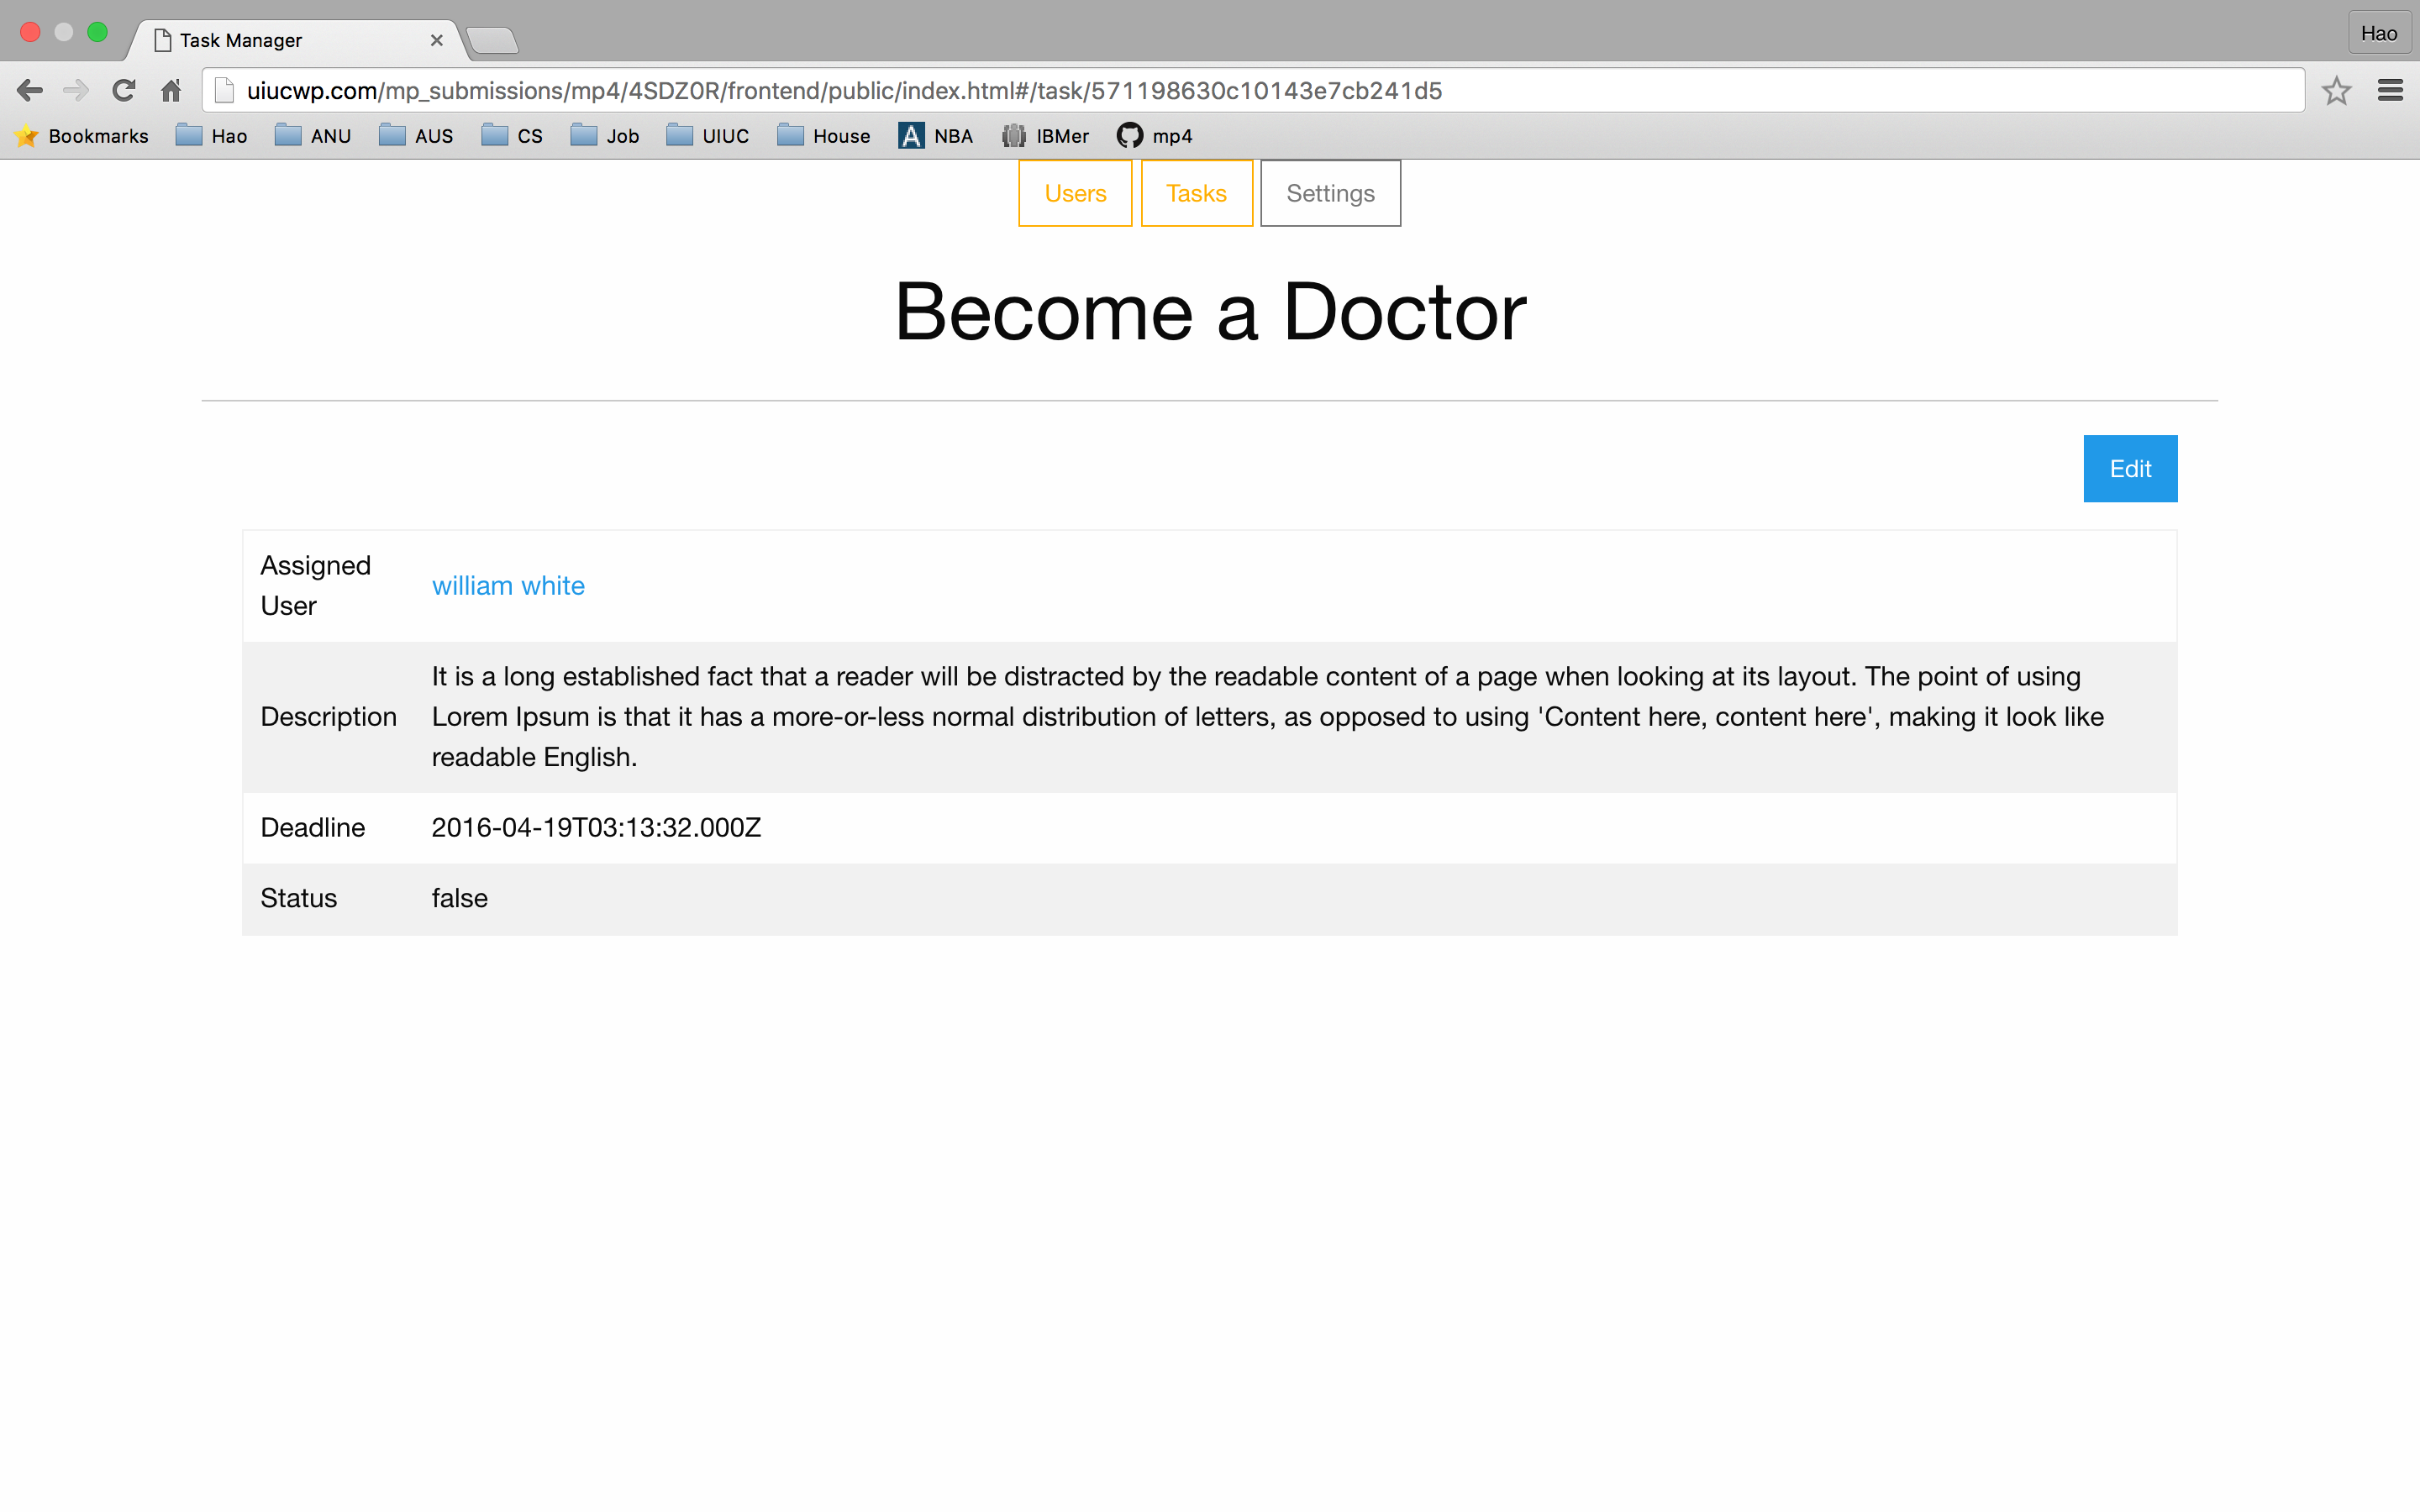 Task Manager
Hao
uiucwp.com/mp_submissions/mp4/4SDZ0R/frontend/public/index.html#/task/571198630c10143e7cb241d5
Bookmarks Hao ANU AUS CS Job UIUC House A NBA IBMer mp4
Users Tasks Settings
Become a Doctor
Edit
Assigned
User
william white
Description
It is a long established fact that a reader will be distracted by the readable content of a page when looking at its layout. The point of using
Lorem Ipsum is that it has a more-or-less normal distribution of letters, as opposed to using 'Content here, content here', making it look like
readable English.
Deadline 2016-04-19T03:13:32.000Z
Status false